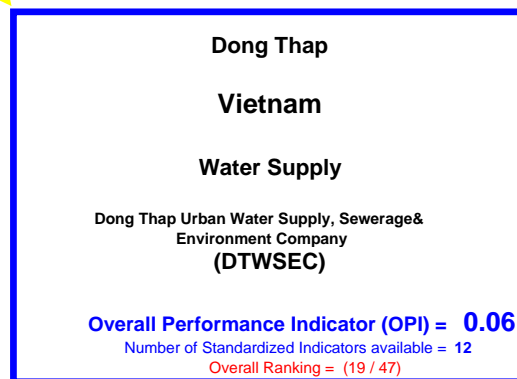 Dong Thap
Vietnam
Water Supply
Dong Thap Urban Water Supply, Sewerage&
Environment Company
(DTWSEC)
Overall Performance Indicator (OPI) = 0.06
Number of Standardized Indicators available = 12
Overall Ranking = (19 / 47)